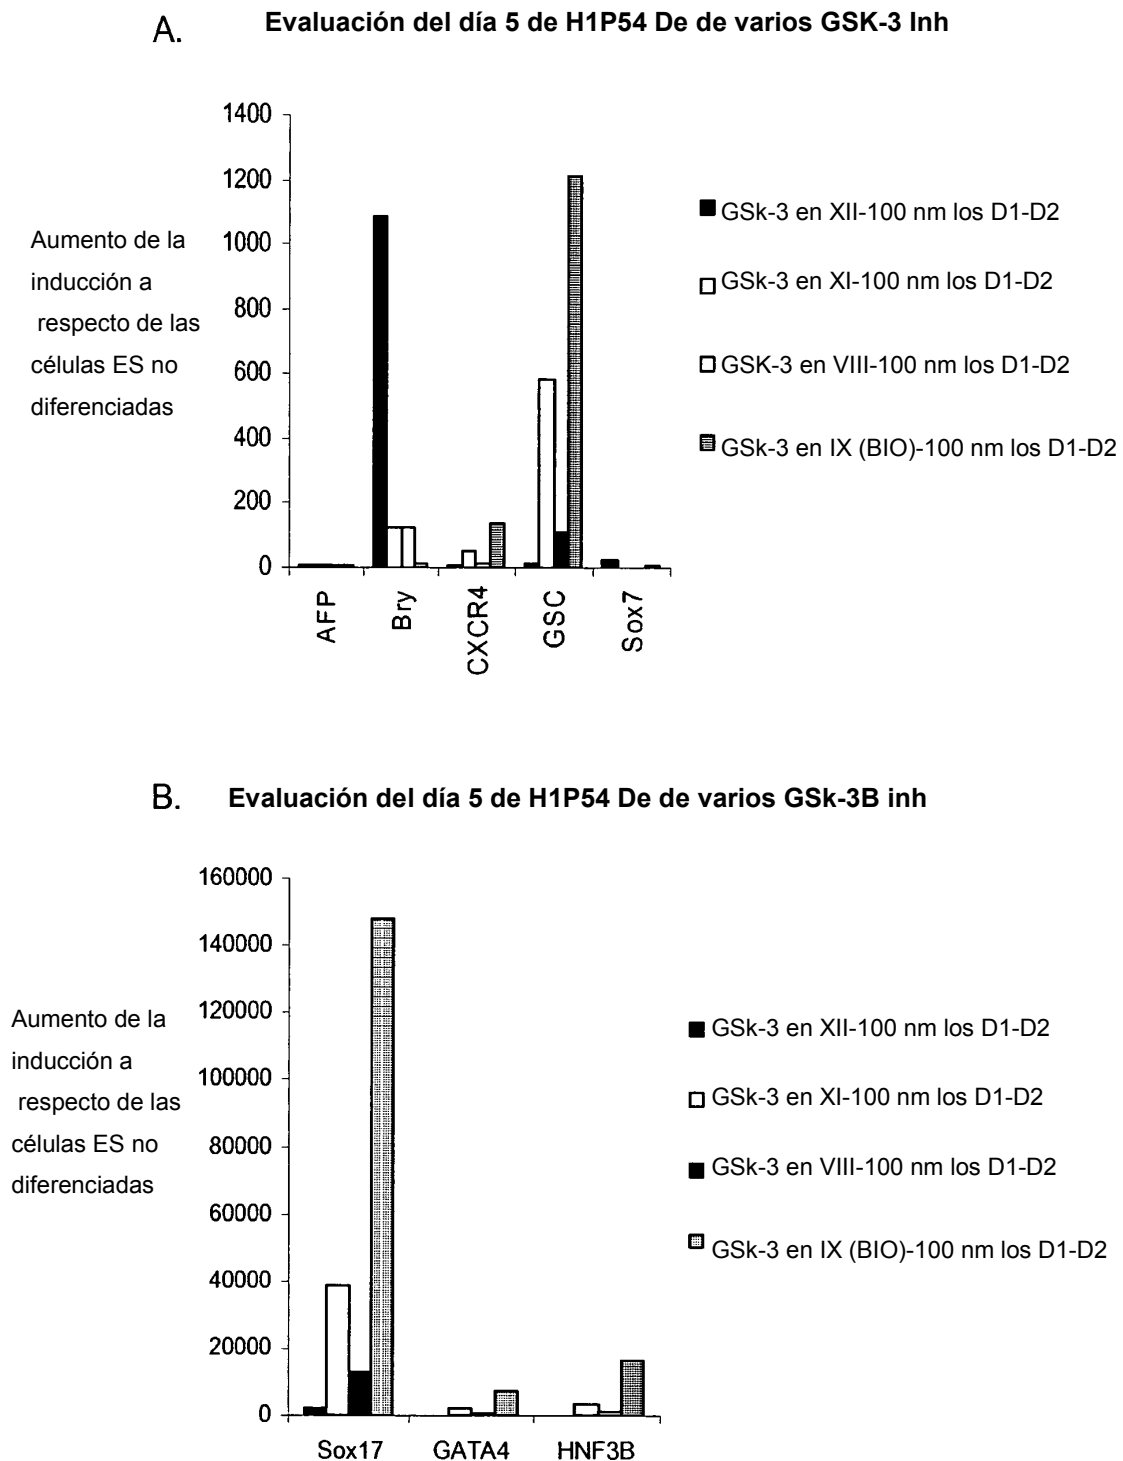 A.
Evaluación del día 5 de H1P54 De varios GSK-3 Inh
1400
1200
1000
800
600
400
200
0
Aumento de la
inducción a
respecto de las
células ES no
diferenciadas
AFP
Bry
CXCR4
GSC
Sox7
GSk-3 en XII-100 nm los D1-D2
GSk-3 en XI-100 nm los D1-D2
GSK-3 en VIII-100 nm los D1-D2
GSk-3 en IX (BIO)-100 nm los D1-D2
B.
Evaluación del día 5 de H1P54 De de varios GSk-3B inh
160000
140000
120000
100000
80000
60000
40000
20000
0
Aumento de la
inducción a
respecto de las
células ES no
diferenciadas
Sox17
GATA4
HNF3B
GSk-3 en XII-100 nm los D1-D2
GSk-3 en XI-100 nm los D1-D2
GSk-3 en VIII-100 nm los D1-D2
GSk-3 en IX (BIO)-100 nm los D1-D2